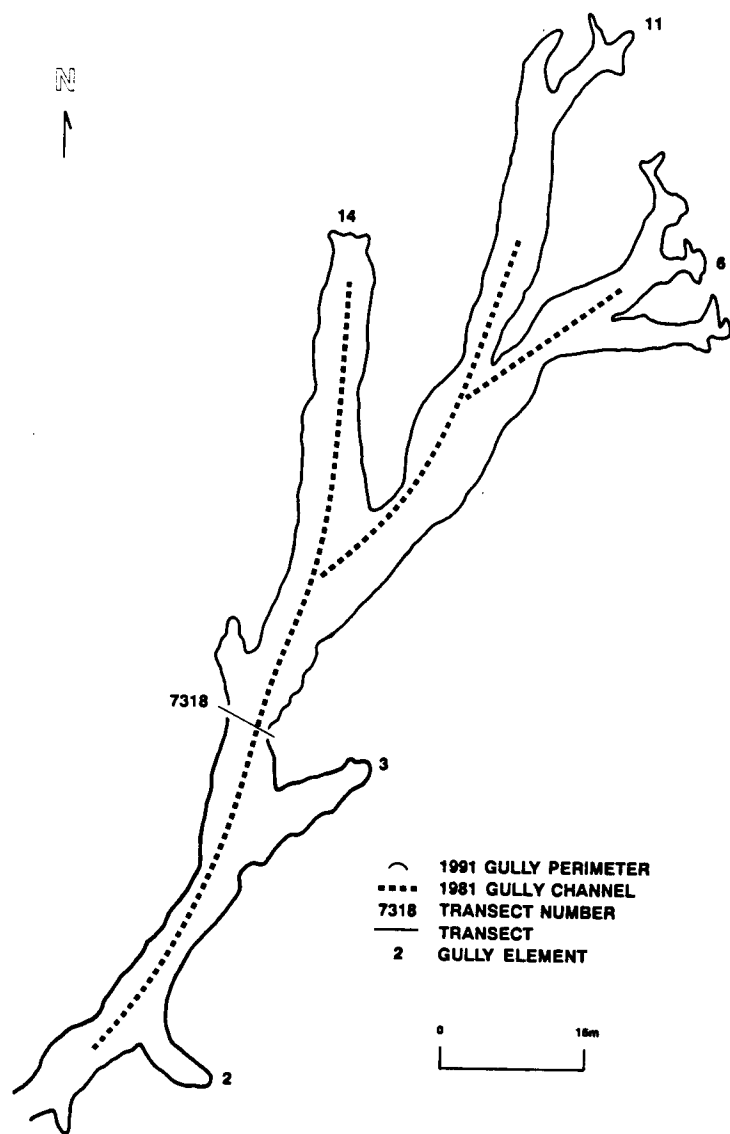 11
N
14
6
7318
3
1991 GULLY PERIMETER
1981 GULLY CHANNEL
7318 TRANSECT NUMBER
TRANSECT
2 GULLY ELEMENT
0 15m
2